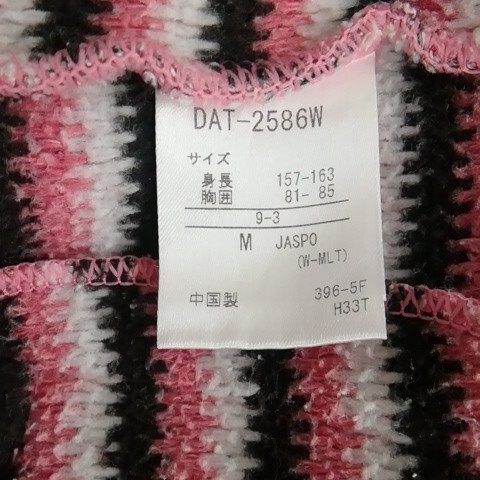 DAT-2586W
サイズ
身長 157-163
胸囲 81- 85
9-3
M JASPO
(W-MLT)
396-5F
中国製 H33T